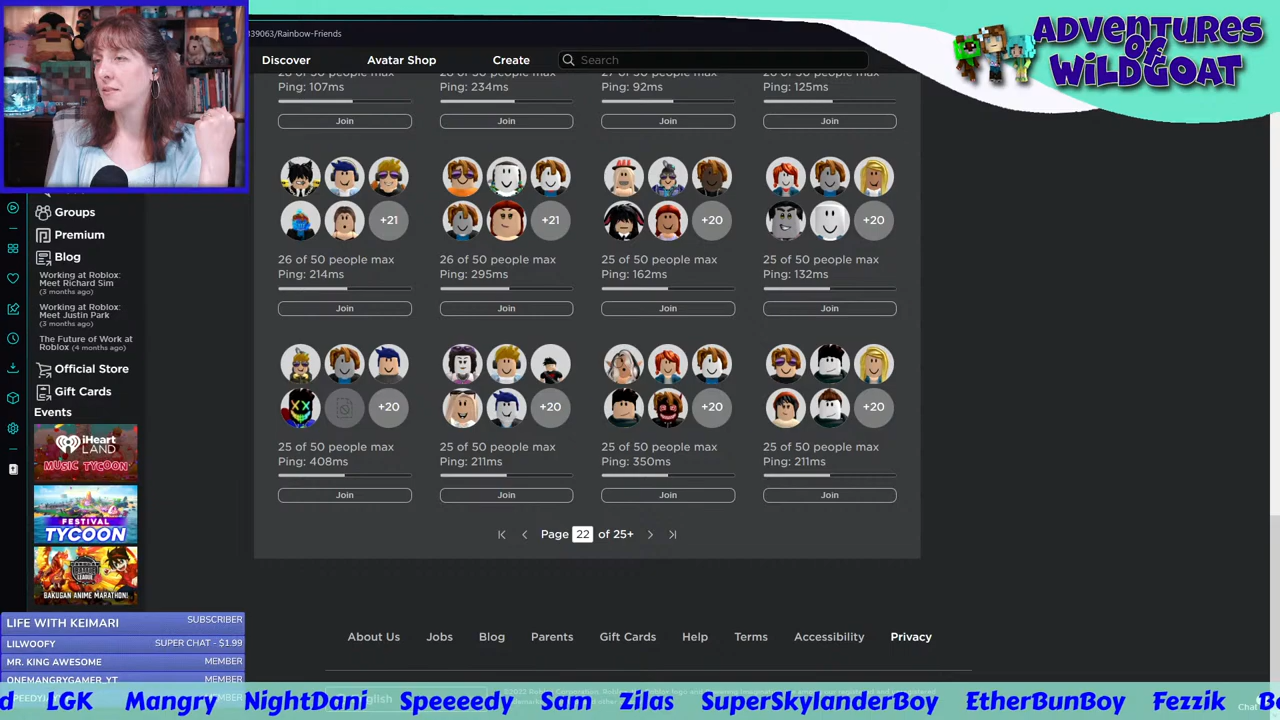 339063/Rainbow-Friends
ADVENTURES
OF
WILDGOAT
Discover
Avatar Shop
Create
Search
Ping: 107ms
Ping: 234ms
Ping: 92ms
Ping: 125ms
Join
Join
Join
Join
+21
+21
+20
+20
26 of 50 people max
Ping: 214ms
26 of 50 people max
Ping: 295ms
25 of 50 people max
Ping: 162ms
25 of 50 people max
Ping: 132ms
Join
Join
Join
Join
+20
+20
+20
+20
25 of 50 people max
Ping: 408ms
25 of 50 people max
Ping: 211ms
25 of 50 people max
Ping: 350ms
25 of 50 people max
Ping: 211ms
Join
Join
Join
Join
Page 22 of 25+
Groups
Premium
Blog
Working at Roblox:
Meet Richard Sim
(3 months ago)
Working at Roblox:
Meet Justin Park
(3 months ago)
The Future of Work at
Roblox (4 months ago)
Official Store
Gift Cards
Events
iHeart
LAND
MUSIC TYCOON
FESTIVAL
TYCOON
BAKUGAN ANIME MARATHON!
About Us
Jobs
Blog
Parents
Gift Cards
Help
Terms
Accessibility
Privacy
LIFE WITH KEIMARI SUBSCRIBER
LILWOOFY SUPER CHAT - $1.99
MR. KING AWESOME MEMBER
ONEMANGRYGAMER_YT MEMBER
d LGK Mangry NightDani Speeeedy Sam Zilas SuperSkylanderBoy EtherBunBoy Fezzik
Chat